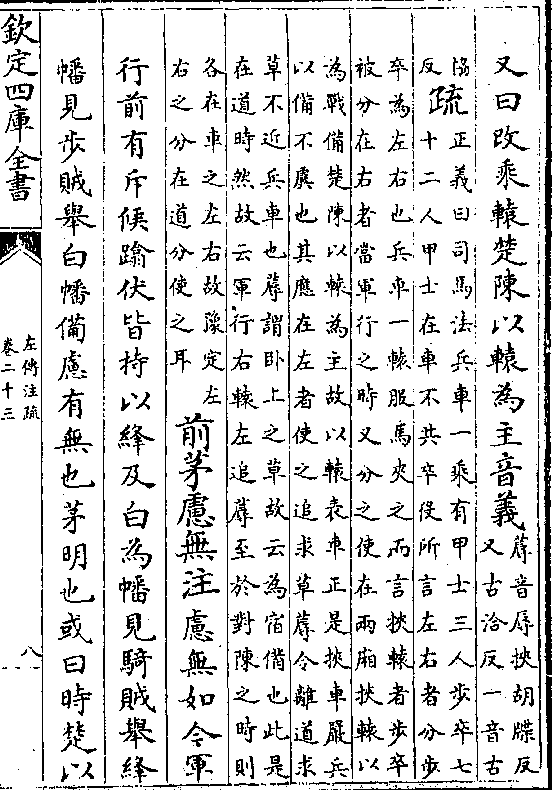 又曰改乘轅楚陳以轅為主音義蓐音辱挾胡牒反
又古洽反一音古
協
反疏正義曰司馬法兵車一乘有甲士三人步卒七
十二人甲士在車不共卒役所言左右者分步
卒為左右也兵車一轅服馬夾之而言挾轅者步卒
被分在右者當軍行之時又分之使在兩廂挾轅以
為戰備楚陳以轅為主故以轅表車正是挾車嚴兵
以備不虞也其應在左者使之追求草蓐令離道求
草不近兵車也蓐謂卧上之草故云為宿備也此是
在道時然故云軍行右轅左追蓐至於對陳之時則
各在車之左右故豫定左
右之分在道分使之耳
前茅慮無注慮無如今軍
行前有斥候蹹伏皆持以絳及白為幡見騎賊舉絳
幡見步賊舉白幡備慮有無也茅明也或曰時楚以
欽定四庫全書
左傳注疏
卷二十三
八